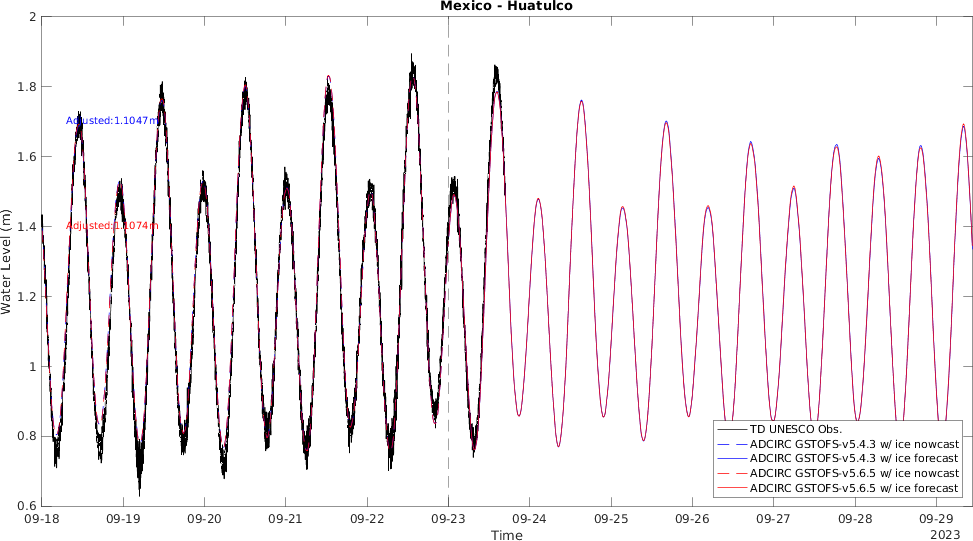 Mexico - Huatulco
2
1.8
1.6
1.4
1.2
1
0.8
0.6
Water Level (m)
Adjusted:1.1047m
Adjusted:1.1074m
TD UNESCO Obs.
ADCIRC GSTOFS-v5.4.3 w/ ice nowcast
ADCIRC GSTOFS-v5.4.3 w/ ice forecast
ADCIRC GSTOFS-v5.6.5 w/ ice nowcast
ADCIRC GSTOFS-v5.6.5 w/ ice forecast
09-18 09-19 09-20 09-21 09-22 09-23 09-24 09-25 09-26 09-27 09-28 09-29
Time
2023